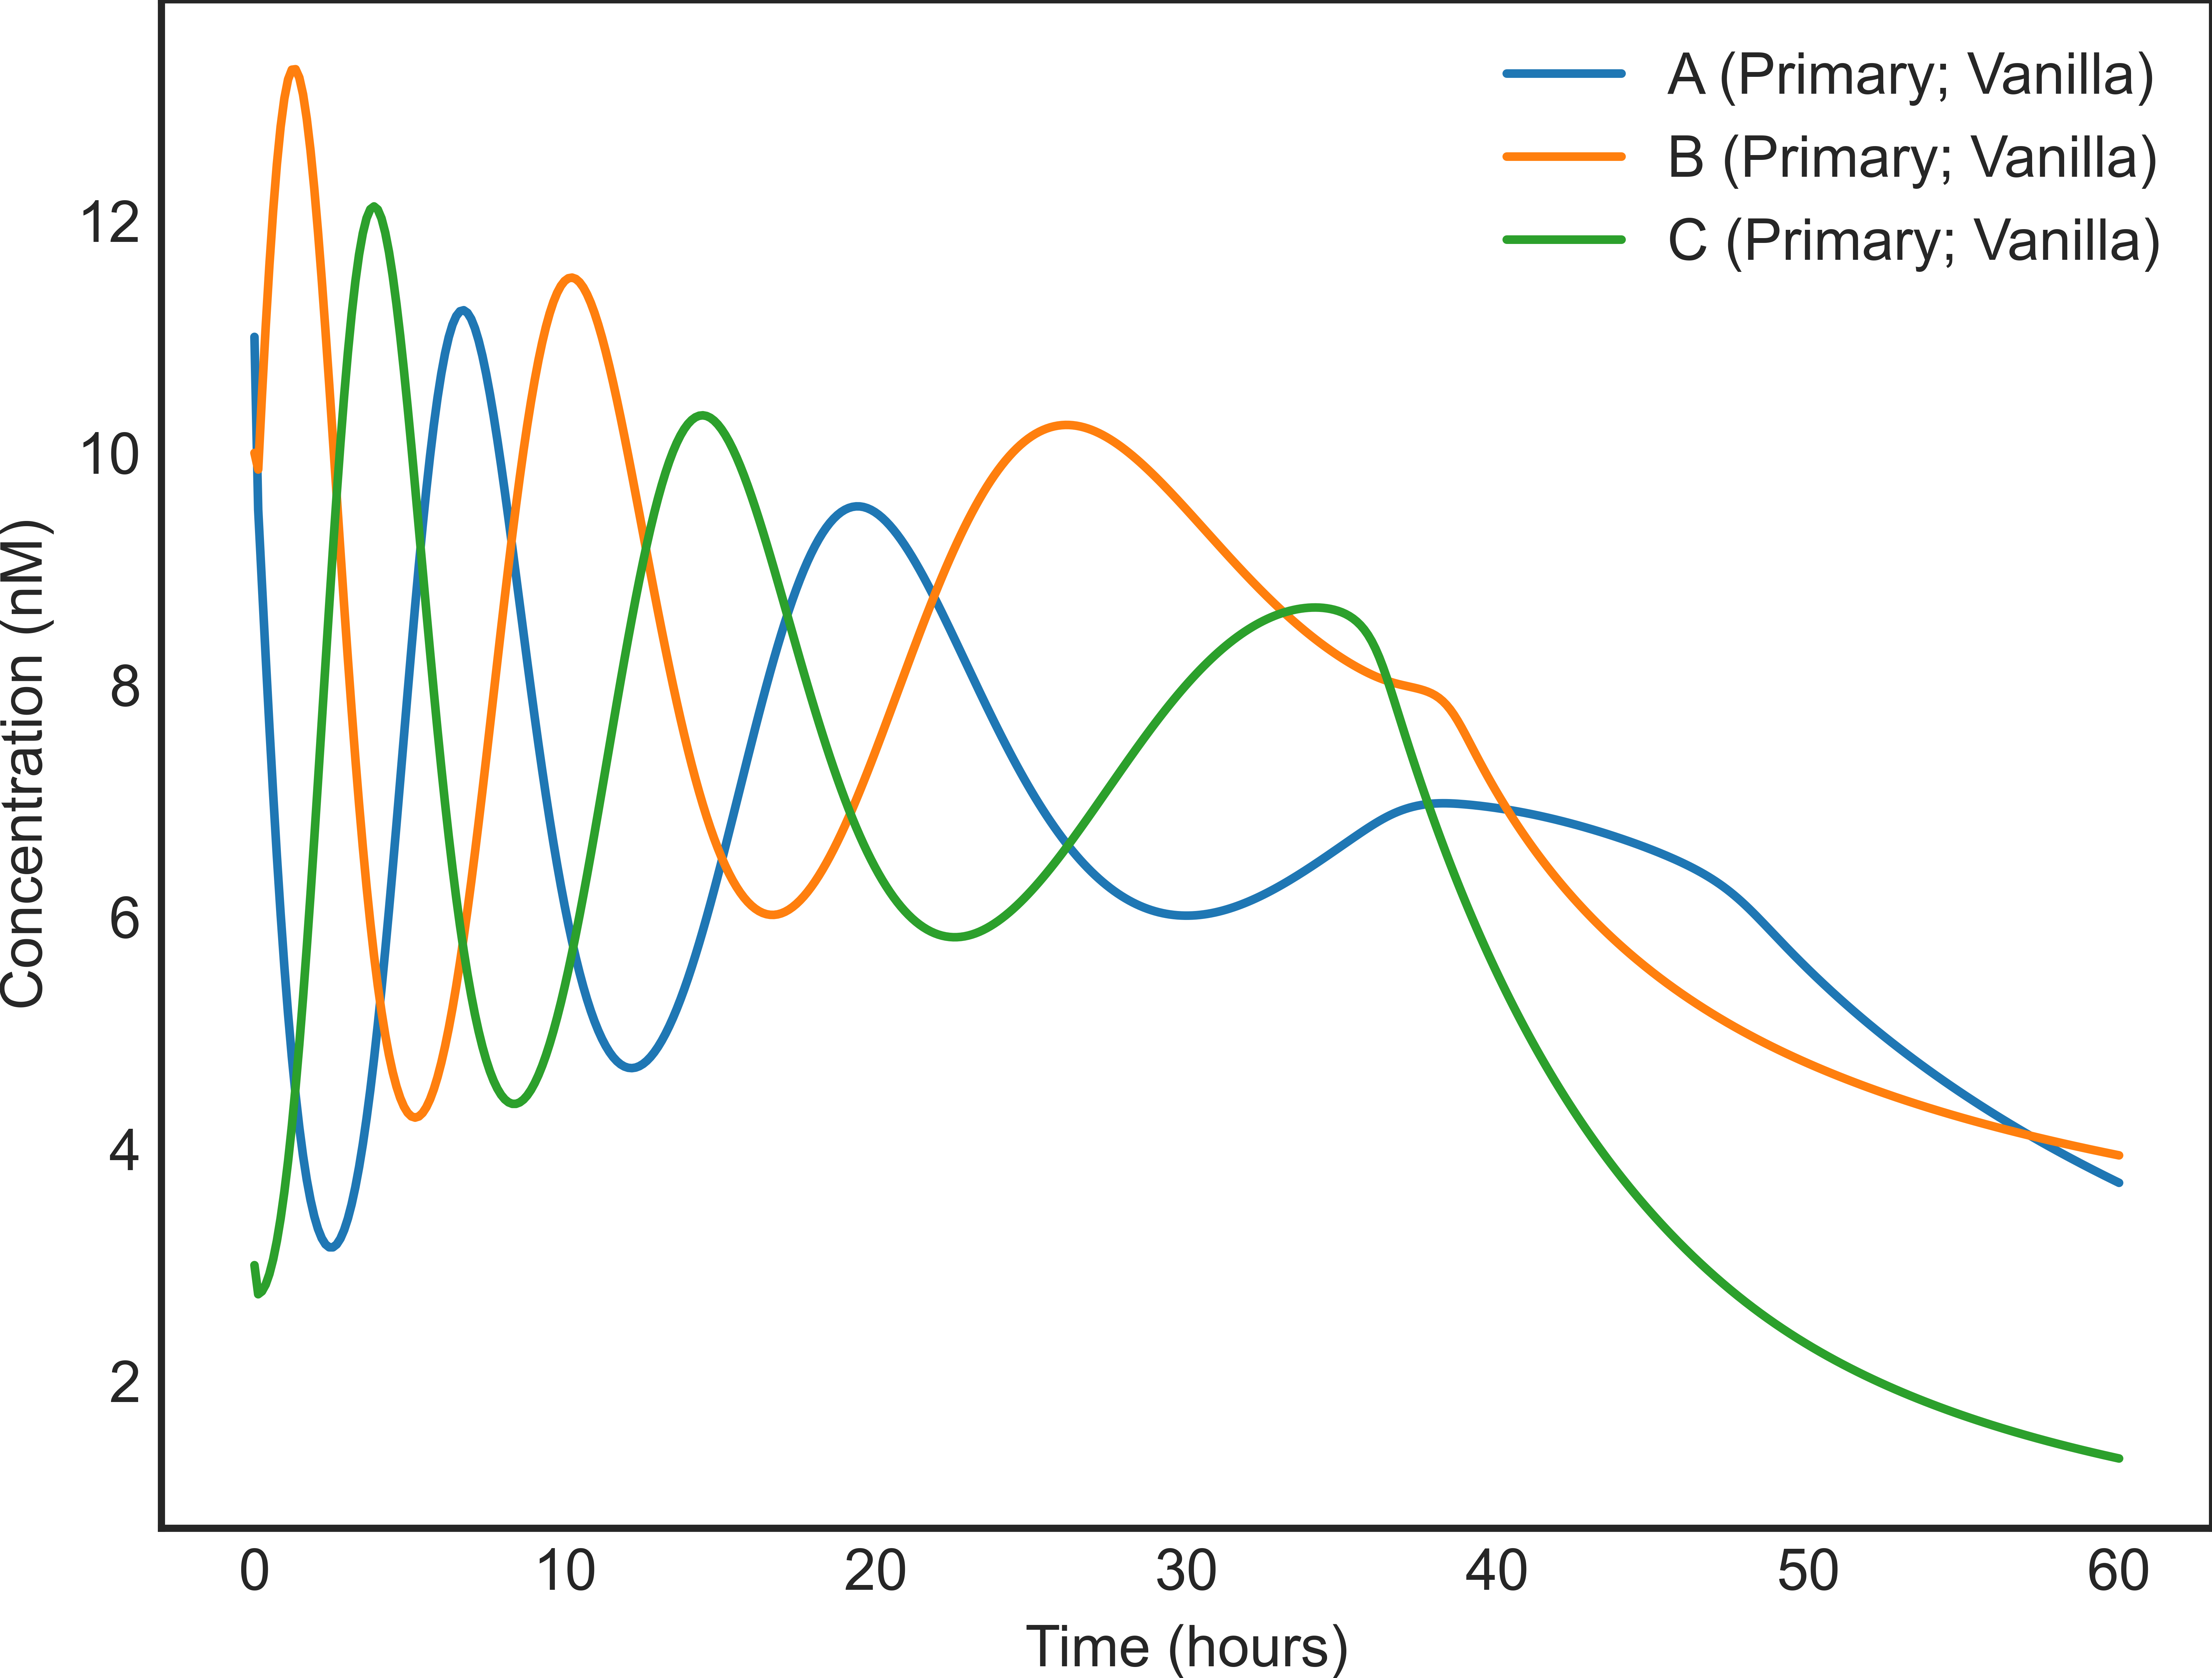 A (Primary; Vanilla)
B (Primary; Vanilla)
C (Primary; Vanilla)
12
10
8
6
4
2
Concentration (nM)
0 10 20 30 40 50 60
Time (hours)